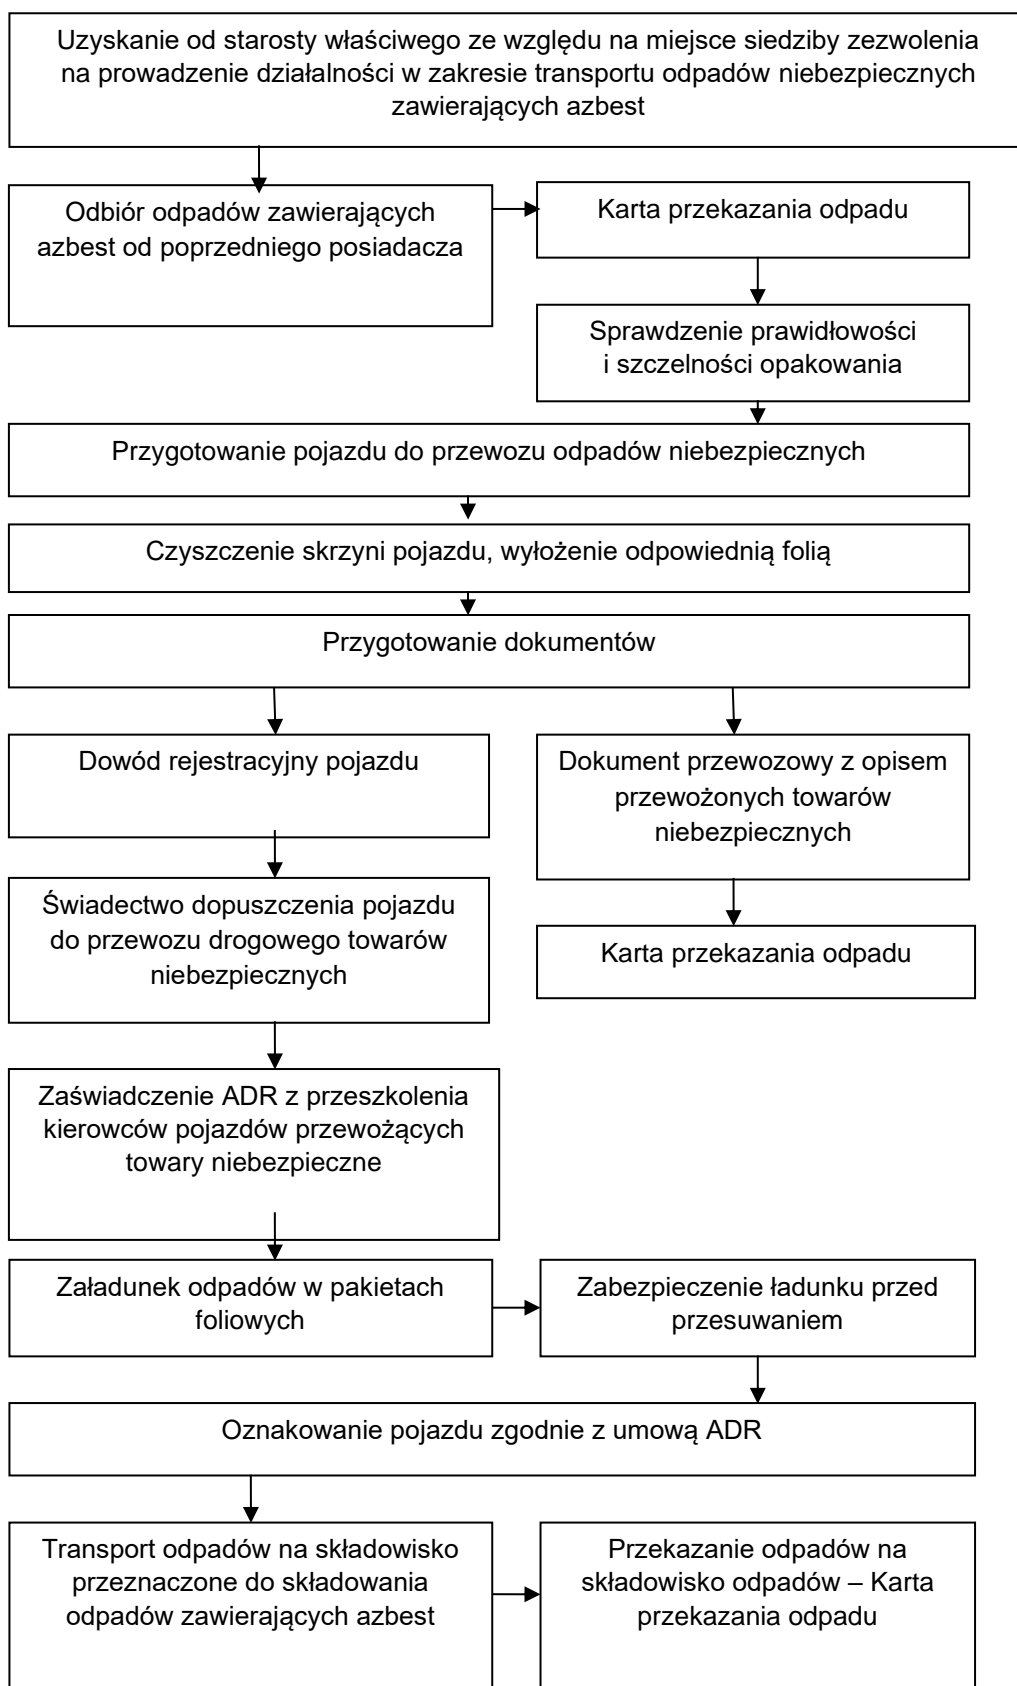 Uzyskanie od starosty właściwego ze względu na miejsce siedziby zezwolenia
na prowadzenie działalności w zakresie transportu odpadów niebezpiecznych
zawierających azbest
Odbiór odpadów zawierających
azbest od poprzedniego posiadacza
Karta przekazania odpadu
Sprawdzenie prawidłowości
i szczelności opakowania
Przygotowanie pojazdu do przewozu odpadów niebezpiecznych
Czyszczenie skrzyni pojazdu, wyłożenie odpowiednią folią
Przygotowanie dokumentów
Dowód rejestracyjny pojazdu
Dokument przewozowy z opisem
przewożonych towarów
niebezpiecznych
Świadectwo dopuszczenia pojazdu
do przewozu drogowego towarów
niebezpiecznych
Karta przekazania odpadu
Zaświadczenie ADR z przeszkolenia
kierowców pojazdów przewożących
towary niebezpieczne
Załadunek odpadów w pakietach
foliowych
Zabezpieczenie ładunku przed
przesuwaniem
Oznakowanie pojazdu zgodnie z umową ADR
Transport odpadów na składowisko
przeznaczone do składowania
odpadów zawierających azbest
Przekazanie odpadów na
składowisko odpadów – Karta
przekazania odpadu